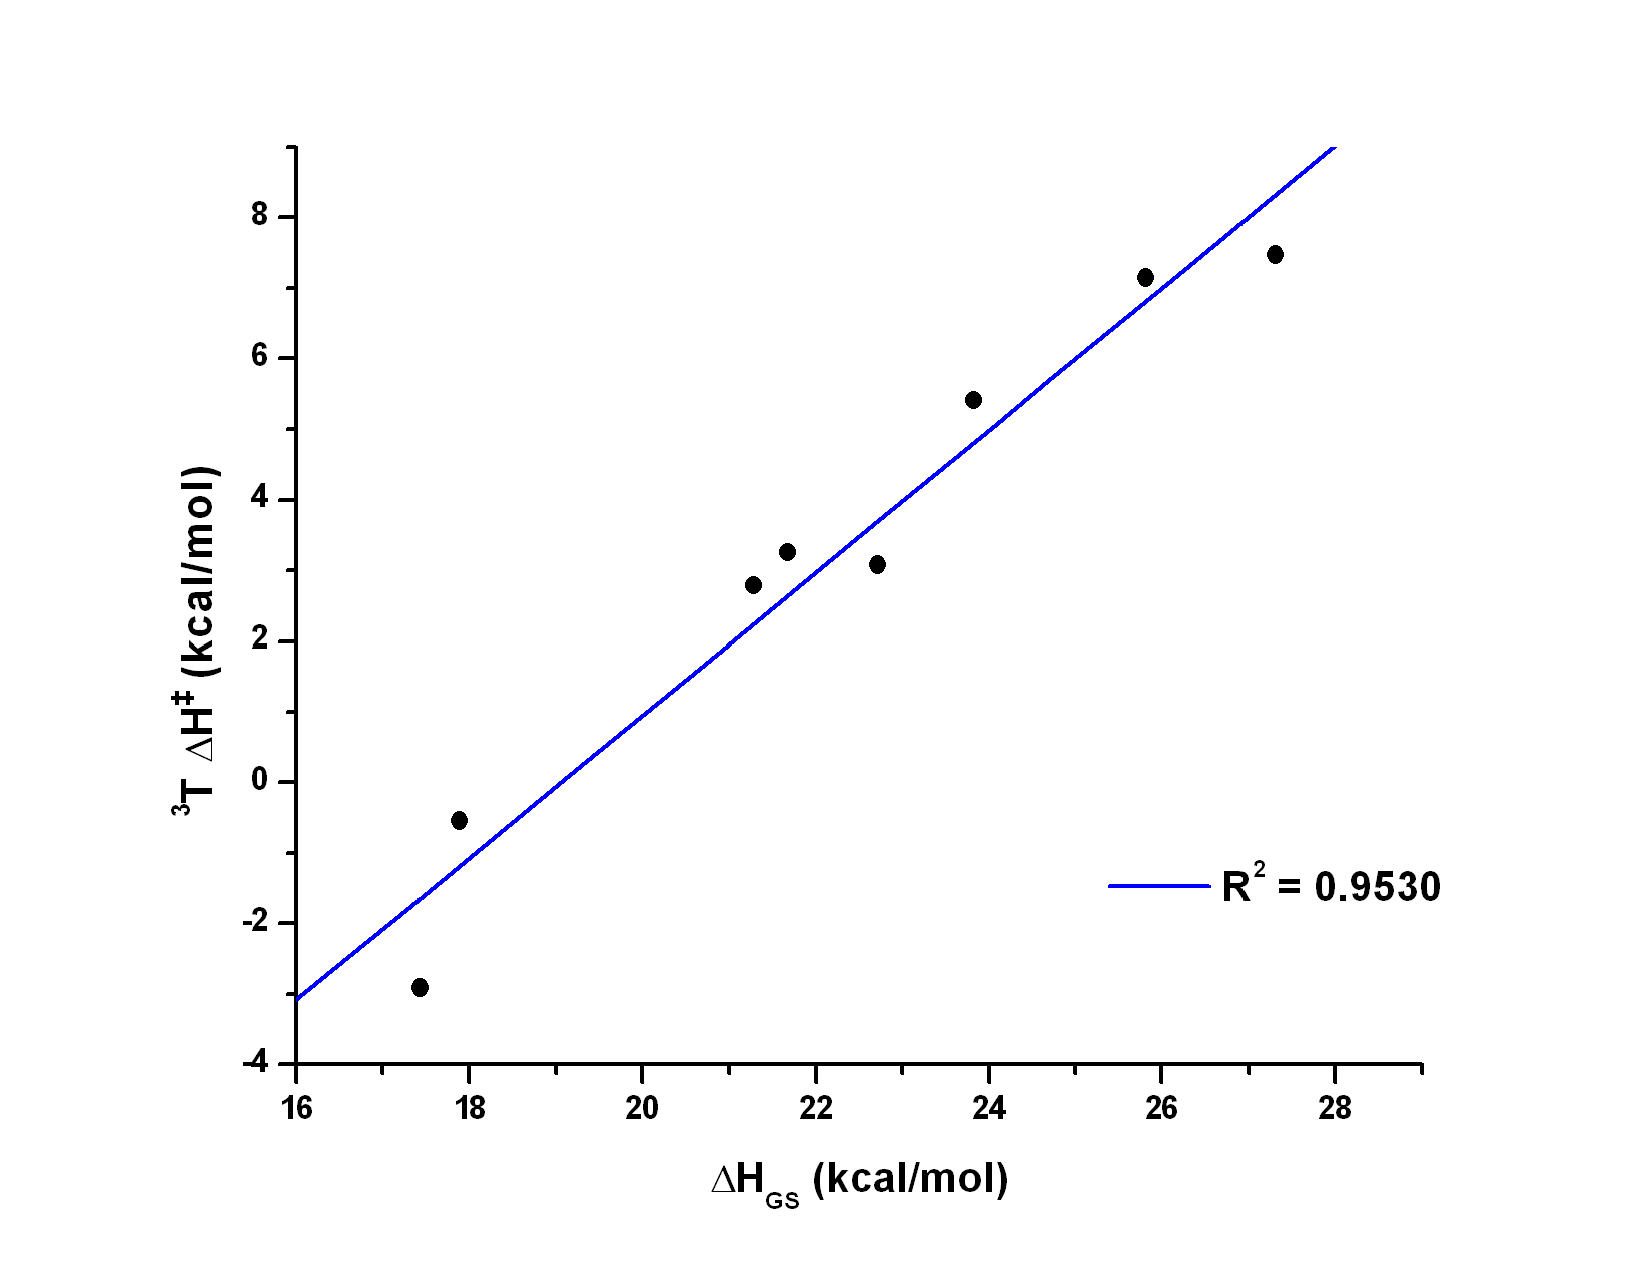 8
6
4
2
0
-2
-4
16 18 20 22 24 26 28
³T ΔH‡ (kcal/mol)
R² = 0.9530
ΔH_GS (kcal/mol)